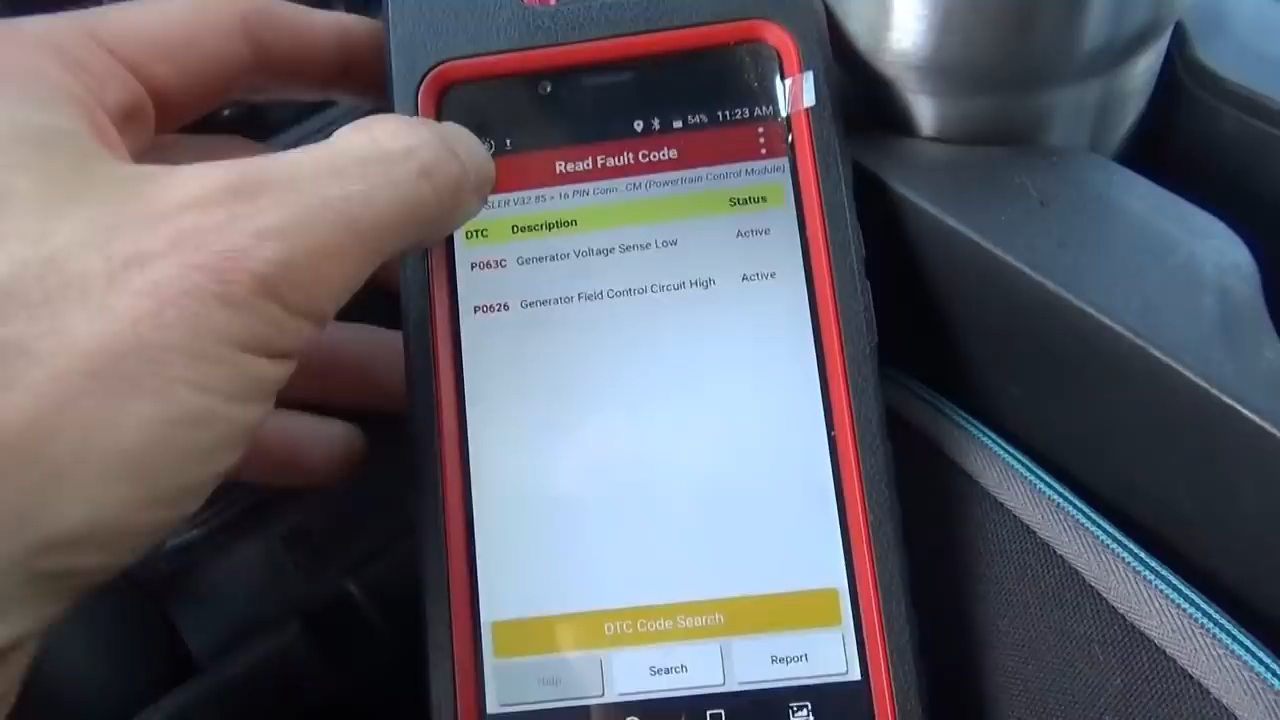 54% 11:23 AM
Read Fault Code
SLER V32.85 > 16 PIN Conn...CM (Powertrain Control Module)
DTC Description Status
P063C Generator Voltage Sense Low Active
P0626 Generator Field Control Circuit High Active
DTC Code Search
Help Search Report